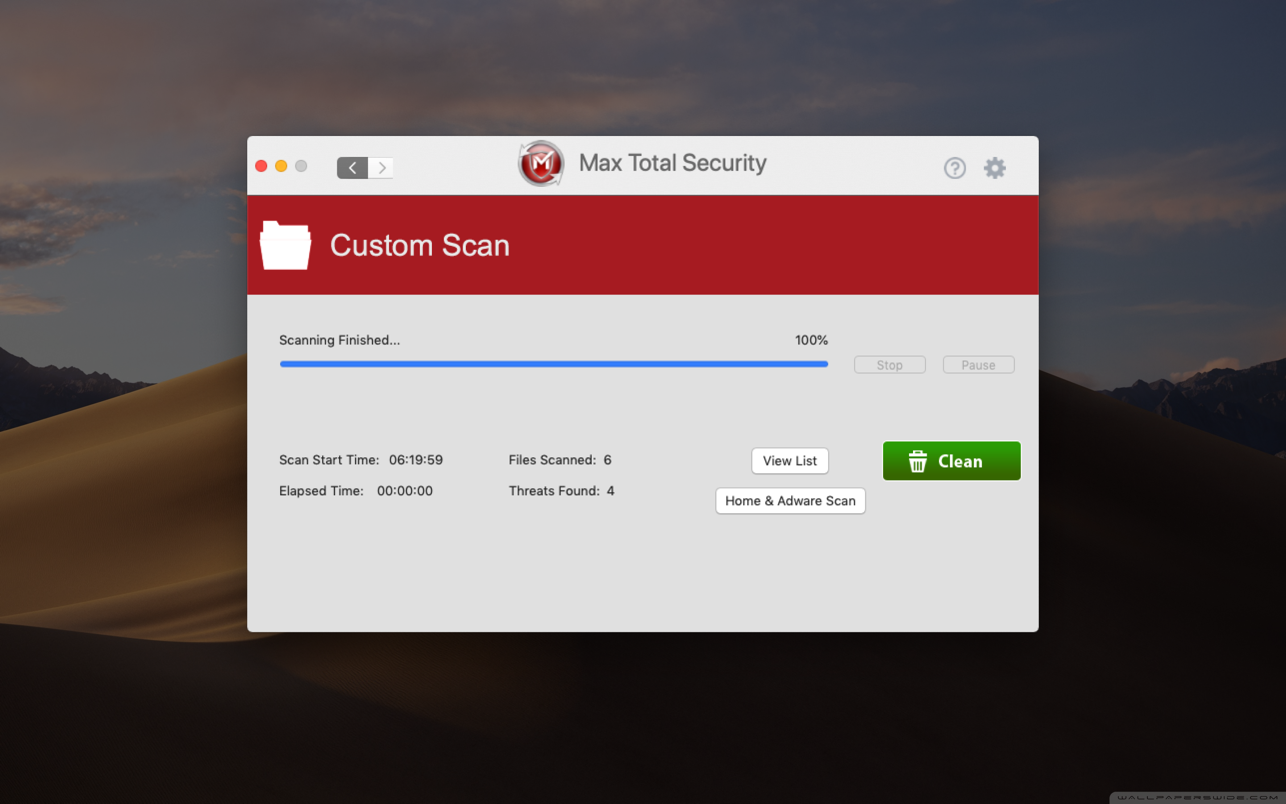 Max Total Security
?
Custom Scan
Scanning Finished...
100%
Stop
Pause
Scan Start Time: 06:19:59
Files Scanned: 6
View List
Clean
Elapsed Time: 00:00:00
Threats Found: 4
Home & Adware Scan
WALLPAPERSWIDE.COM